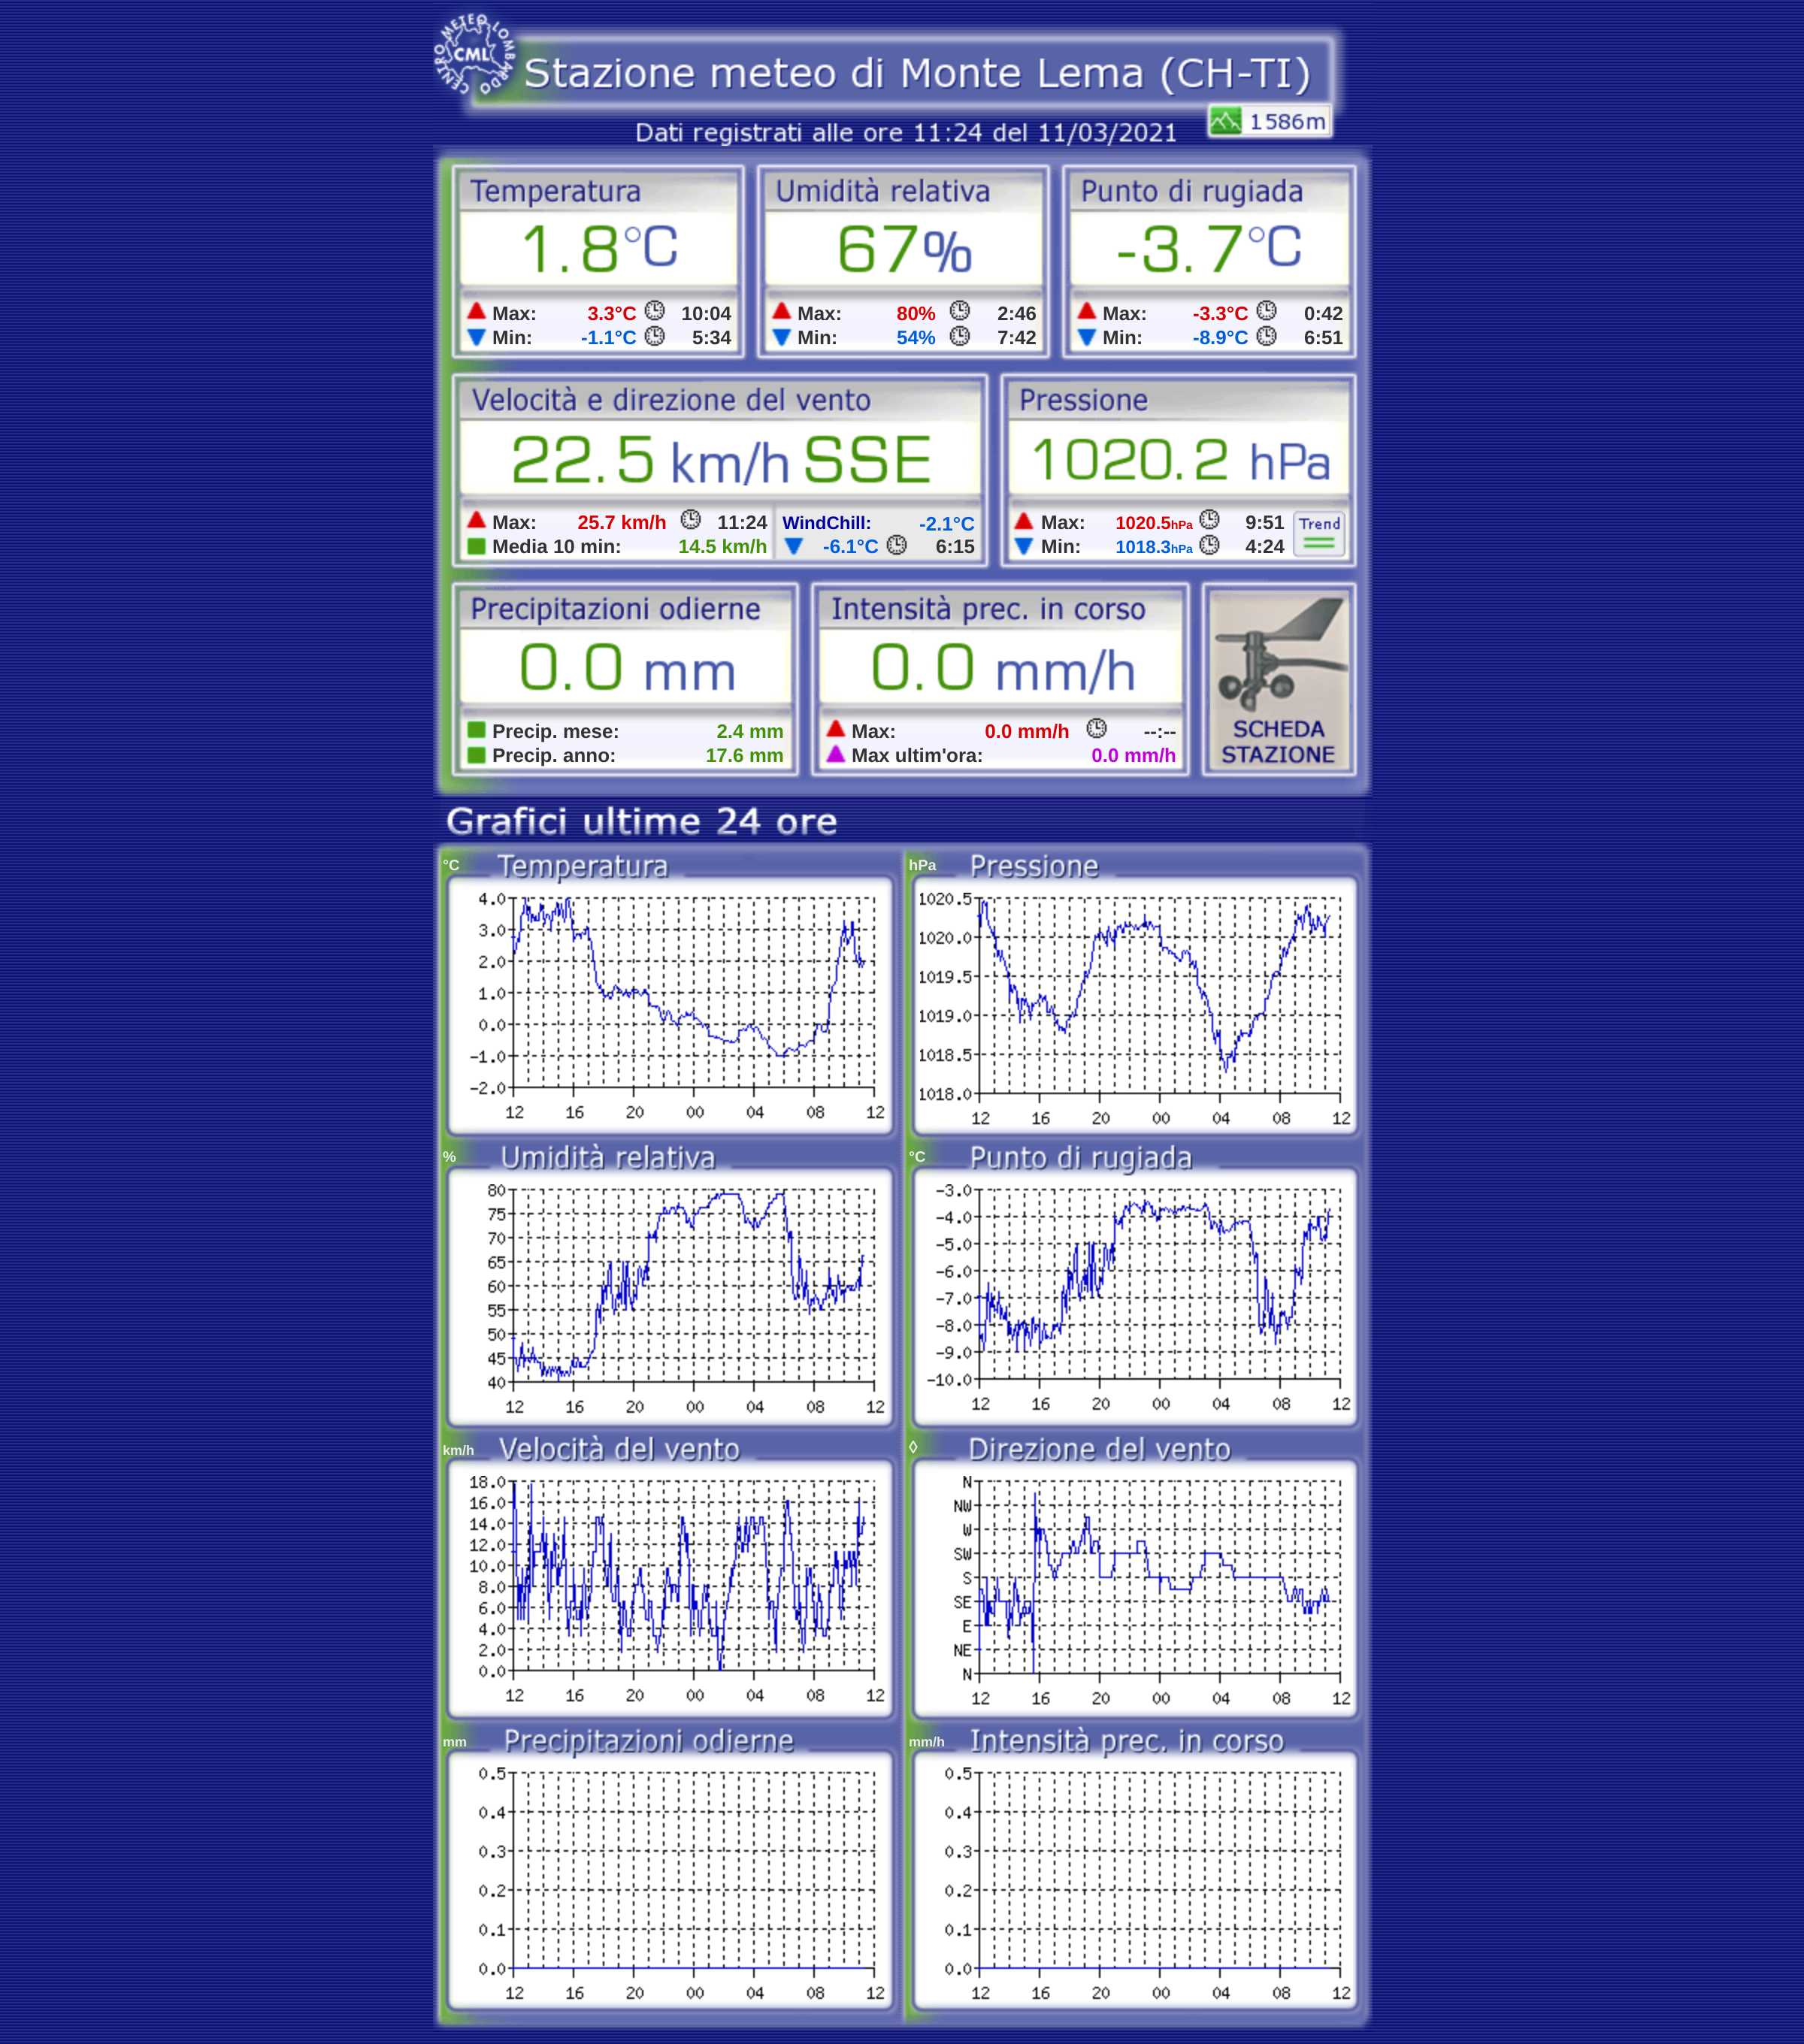 CENTRO METEO LOMBARDO
CML
Stazione meteo di Monte Lema (CH-TI)
1586m
Dati registrati alle ore 11:24 del 11/03/2021
Temperatura Umidità relativa Punto di rugiada
1.8°C 67% -3.7°C
Max: 3.3°C 10:04 Max: 80% 2:46 Max: -3.3°C 0:42
Min: -1.1°C 5:34 Min: 54% 7:42 Min: -8.9°C 6:51
Velocità e direzione del vento Pressione
22.5 km/h SSE 1020.2 hPa
Max: 25.7 km/h 11:24 WindChill: -2.1°C Max: 1020.5hPa 9:51 Trend
Media 10 min: 14.5 km/h -6.1°C 6:15 Min: 1018.3hPa 4:24
Precipitazioni odierne Intensità prec. in corso
0.0 mm 0.0 mm/h
Precip. mese: 2.4 mm Max: 0.0 mm/h --:-- SCHEDA
Precip. anno: 17.6 mm Max ultim'ora: 0.0 mm/h STAZIONE
Grafici ultime 24 ore
°C Temperatura
4.0
3.0
2.0
1.0
0.0
-1.0
-2.0
12 16 20 00 04 08 12
hPa Pressione
1020.5
1020.0
1019.5
1019.0
1018.5
1018.0
12 16 20 00 04 08 12
% Umidità relativa
80
75
70
65
60
55
50
45
40
12 16 20 00 04 08 12
°C Punto di rugiada
-3.0
-4.0
-5.0
-6.0
-7.0
-8.0
-9.0
-10.0
12 16 20 00 04 08 12
km/h Velocità del vento
18.0
16.0
14.0
12.0
10.0
8.0
6.0
4.0
2.0
0.0
12 16 20 00 04 08 12
◊ Direzione del vento
N
NW
W
SW
S
SE
E
NE
N
12 16 20 00 04 08 12
mm Precipitazioni odierne
0.5
0.4
0.3
0.2
0.1
0.0
12 16 20 00 04 08 12
mm/h Intensità prec. in corso
0.5
0.4
0.3
0.2
0.1
0.0
12 16 20 00 04 08 12